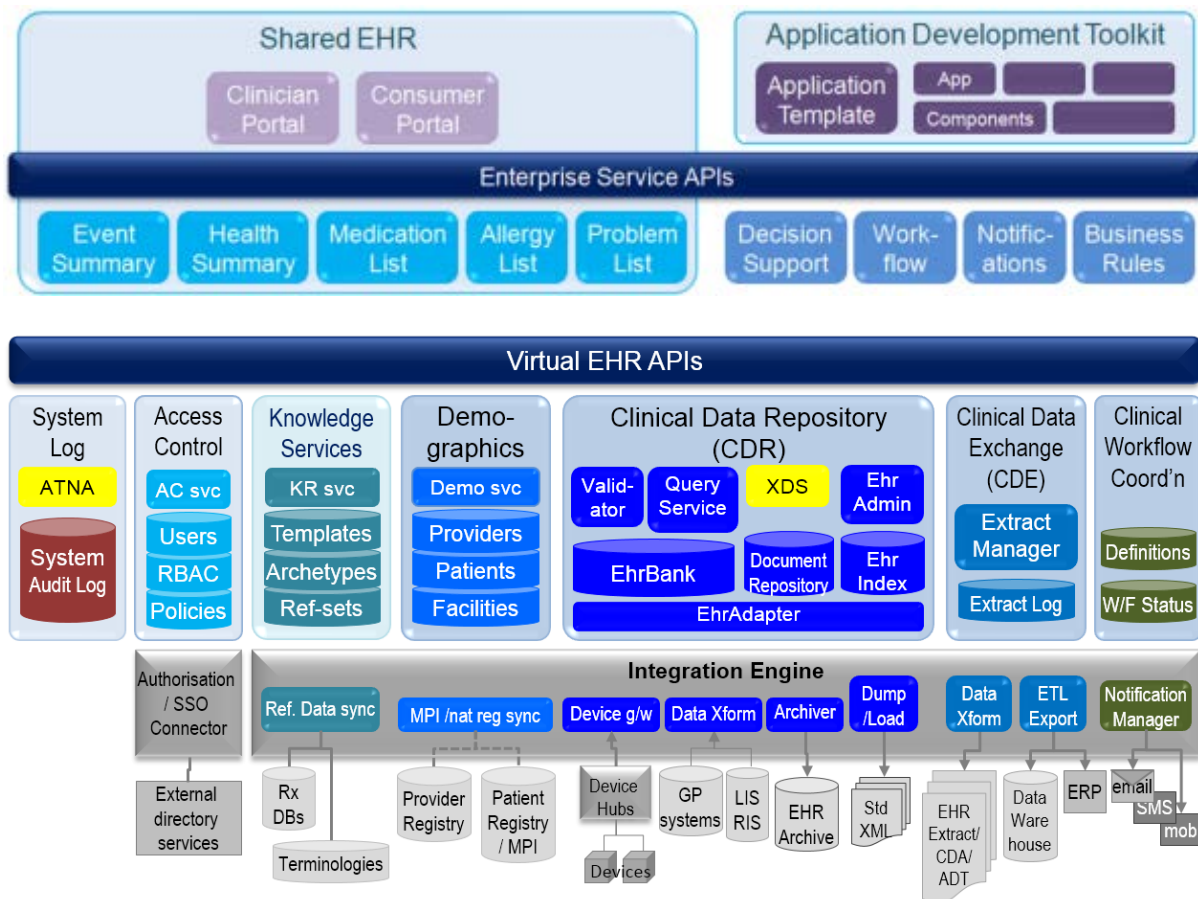 Shared EHR
Clinician
Portal
Consumer
Portal
Application Development Toolkit
Application
Template
App
Components
Enterprise Service APIs
Event
Summary
Health
Summary
Medication
List
Allergy
List
Problem
List
Decision
Support
Work-
flow
Notific-
ations
Business
Rules
Virtual EHR APIs
System
Log
ATNA
System
Audit Log
Access
Control
AC svc
Users
RBAC
Policies
Knowledge
Services
KR svc
Templates
Archetypes
Ref-sets
Demo-
graphics
Demo svc
Providers
Patients
Facilities
Clinical Data Repository
(CDR)
Valid-
ator
Query
Service
XDS
Ehr
Admin
EhrBank
Document
Repository
Ehr
Index
EhrAdapter
Clinical Data
Exchange
(CDE)
Extract
Manager
Extract Log
Clinical
Workflow
Coord'n
Definitions
W/F Status
Authorisation
/ SSO
Connector
Integration Engine
Ref. Data sync
MPI /nat reg sync
Device g/w
Data Xform
Archiver
Dump
/Load
Data
Xform
ETL
Export
Notification
Manager
External
directory
services
Rx
DBs
Terminologies
Provider
Registry
Patient
Registry
/ MPI
Device
Hubs
Devices
GP
systems
LIS
RIS
EHR
Archive
Std
XML
EHR
Extract/
CDA/
ADT
Data
Ware
house
ERP
email
SMS
mob